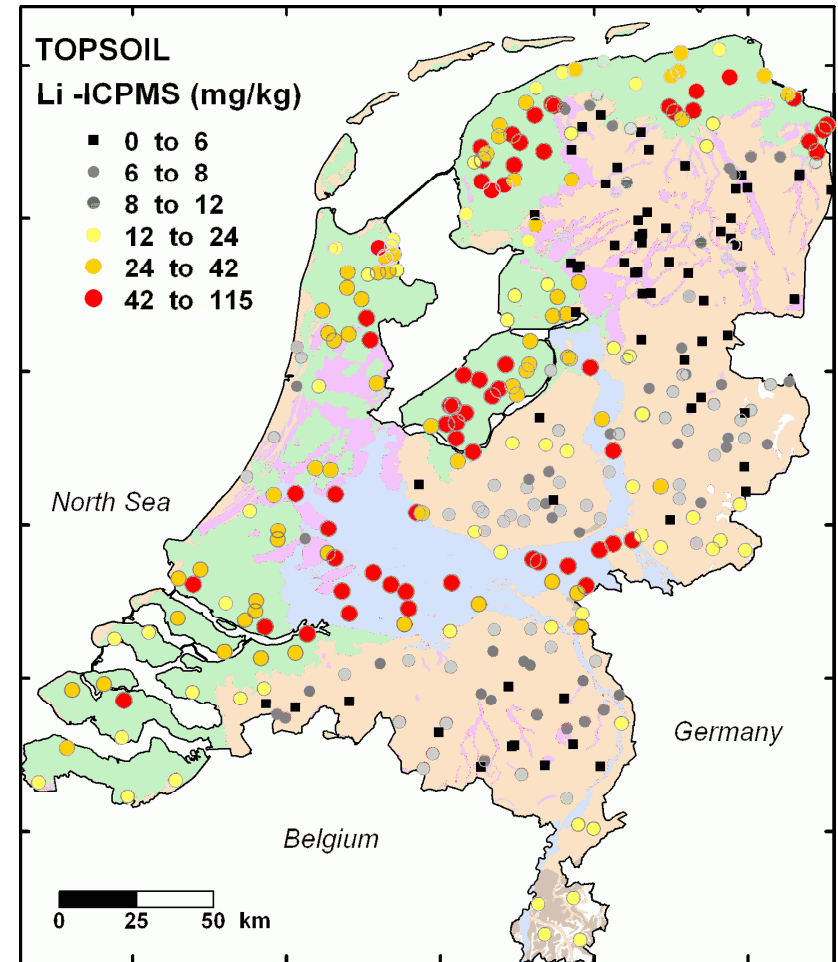 TOPSOIL
Li -ICPMS (mg/kg)
0 to 6
6 to 8
8 to 12
12 to 24
24 to 42
42 to 115
North Sea
Germany
Belgium
0 25 50 km